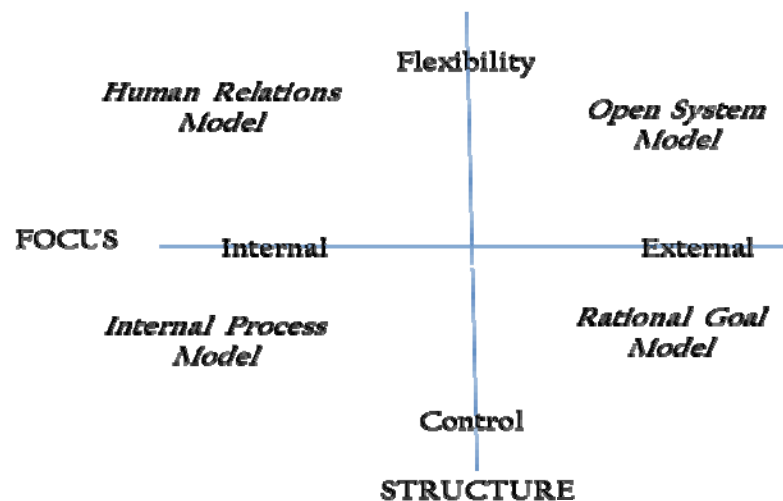 Flexibility
Human Relations
Model
Open System
Model
FOCUS
Internal
External
Internal Process
Model
Rational Goal
Model
Control
STRUCTURE